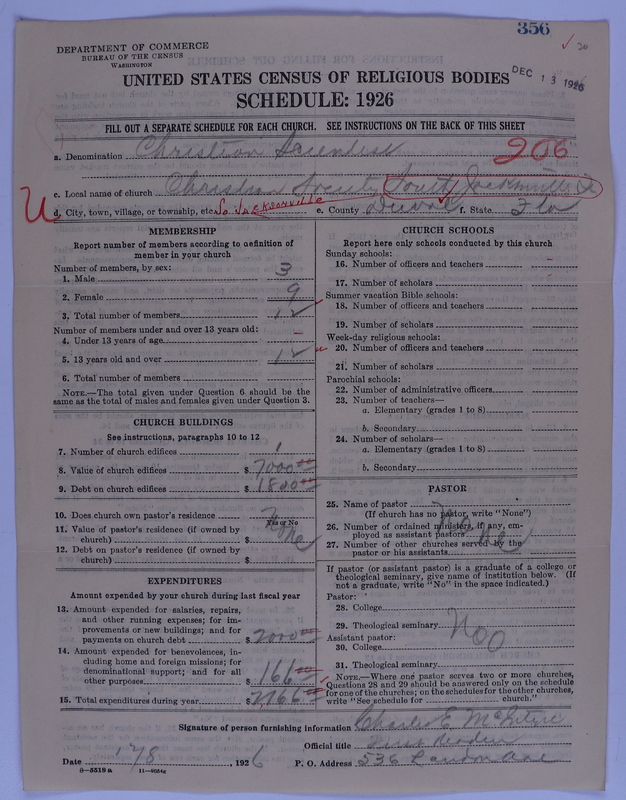 356
20
DEPARTMENT OF COMMERCE
BUREAU OF THE CENSUS
WASHINGTON
DEC 13 1926
UNITED STATES CENSUS OF RELIGIOUS BODIES
SCHEDULE: 1926
FILL OUT A SEPARATE SCHEDULE FOR EACH CHURCH. SEE INSTRUCTIONS ON THE BACK OF THIS SHEET
a. Denomination Christian Scientist
206
c. Local name of church Christian Society South Jacksonville
U
d. City, town, village, or township, etc. So. JACKSONVILLE e. County Duval f. State Fla
MEMBERSHIP
Report number of members according to definition of
member in your church
Number of members, by sex:
1. Male 3
2. Female 9
3. Total number of members 12
Number of members under and over 13 years old:
4. Under 13 years of age —
5. 13 years old and over 12
6. Total number of members
NOTE.—The total given under Question 6 should be
same as the total of males and females given under Question 3.
CHURCH BUILDINGS
See instructions, paragraphs 10 to 12
7. Number of church edifices 1
8. Value of church edifices $ 7000
9. Debt on church edifices $ 1800
10. Does church own pastor's residence
Yes or No
11. Value of pastor's residence (if owned by
church) $ None
12. Debt on pastor's residence (if owned by
church) $
EXPENDITURES
Amount expended by your church during last fiscal year
13. Amount expended for salaries, repairs,
and other running expenses; for im-
provements or new buildings; and for
payments on church debt $ 2000
14. Amount expended for benevolences, in-
cluding home and foreign missions; for
denominational support; and for all
other purposes $ 166
15. Total expenditures during year $ 2166
CHURCH SCHOOLS
Report here only schools conducted by this church
Sunday schools:
16. Number of officers and teachers
17. Number of scholars
Summer vacation Bible schools:
18. Number of officers and teachers
19. Number of scholars
Week-day religious schools:
20. Number of officers and teachers
21. Number of scholars
Parochial schools:
22. Number of administrative officers
23. Number of teachers—
a. Elementary (grades 1 to 8)
b. Secondary
24. Number of scholars—
a. Elementary (grades 1 to 8)
b. Secondary
PASTOR
25. Name of pastor
(If church has no pastor, write "None")
26. Number of ordained ministers, if any, em-
ployed as assistant pastors None
27. Number of other churches served by the
pastor or his assistants
If pastor (or assistant pastor) is a graduate of a college or
theological seminary, give name of institution below. (If
not a graduate, write "No" in the space indicated.)
Pastor:
28. College
29. Theological seminary
Assistant pastor:
30. College
31. Theological seminary
NOTE.—Where one pastor serves two or more churches,
Questions 28 and 29 should be answered only on the schedule
for one of the churches; on the schedules for the other churches,
write "See schedule for church."
Signature of person furnishing information Charles E
Official title First Reader
Date , 1926 P. O. Address 536
8—5518a 11—4054z